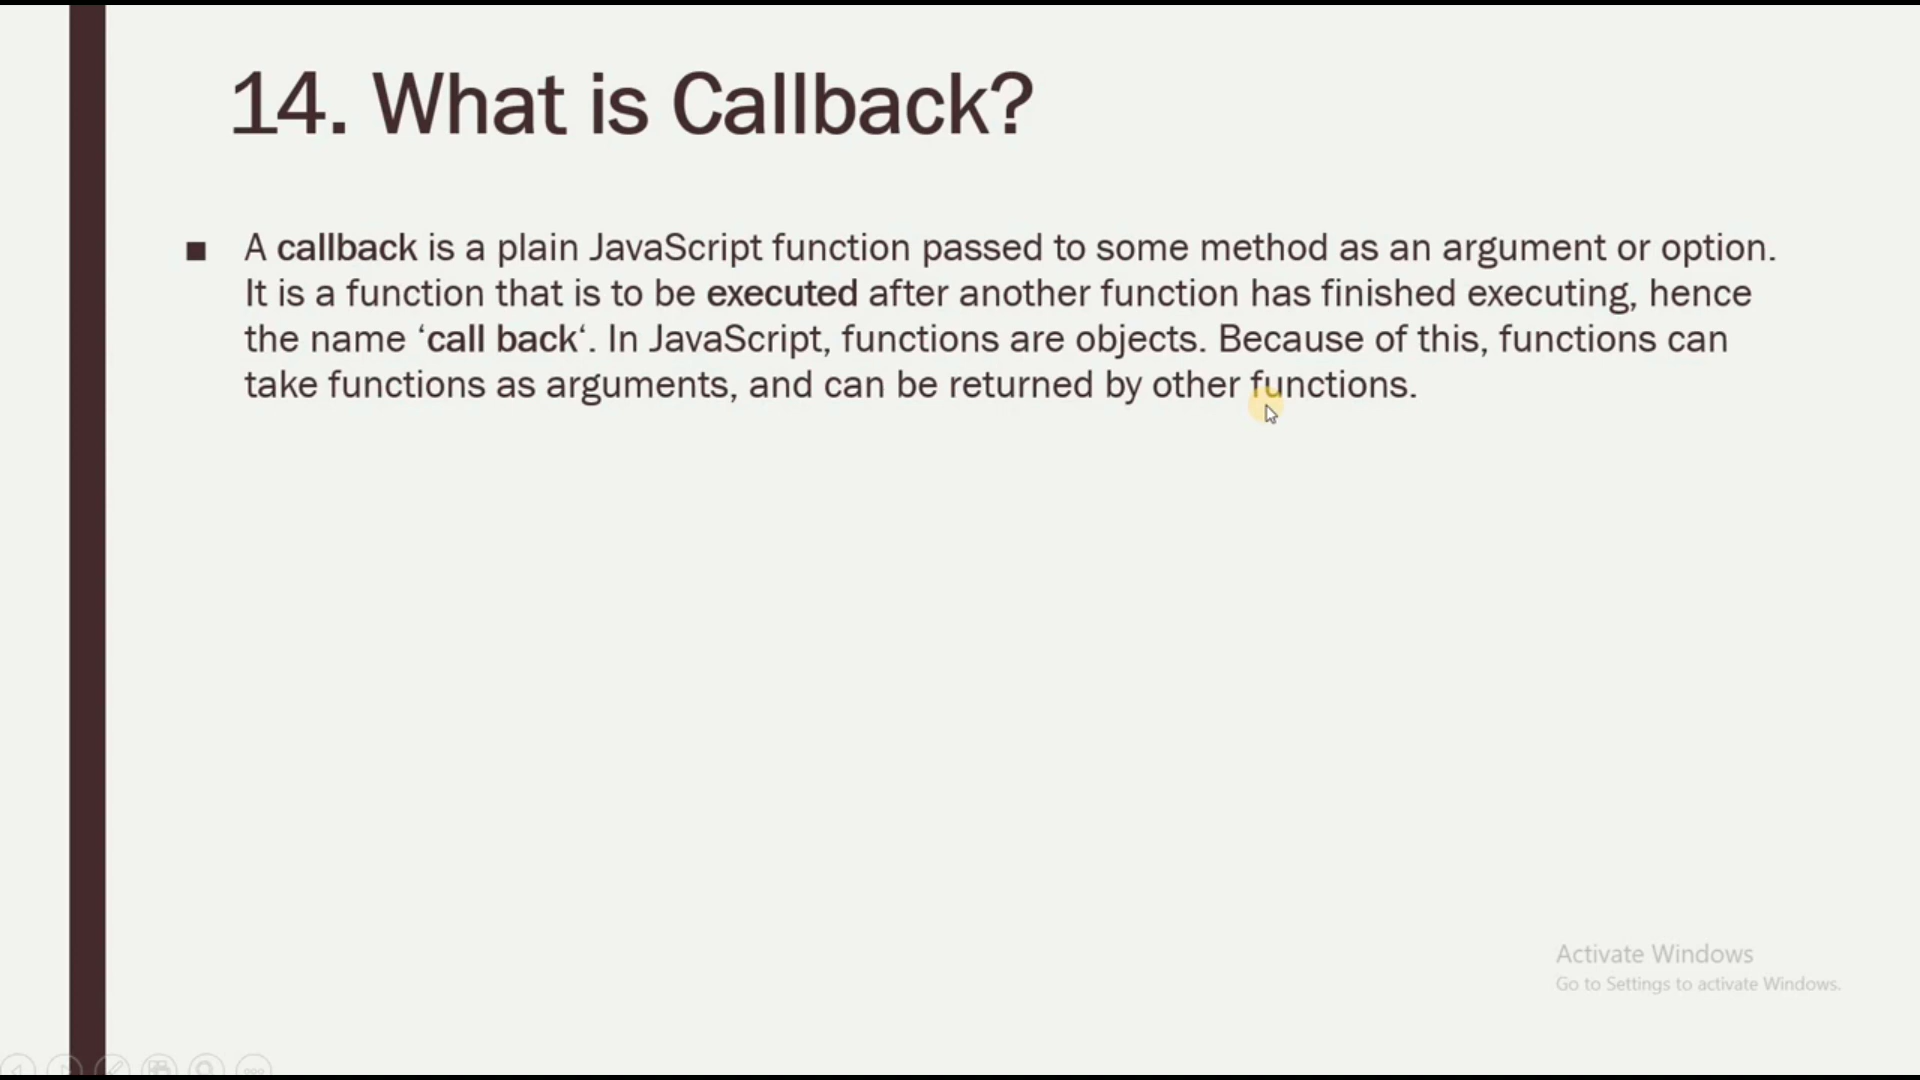 14. What is Callback?
■ A callback is a plain JavaScript function passed to some method as an argument or option.
It is a function that is to be executed after another function has finished executing, hence
the name ‘call back‘. In JavaScript, functions are objects. Because of this, functions can
take functions as arguments, and can be returned by other functions.
Activate Windows
Go to Settings to activate Windows.